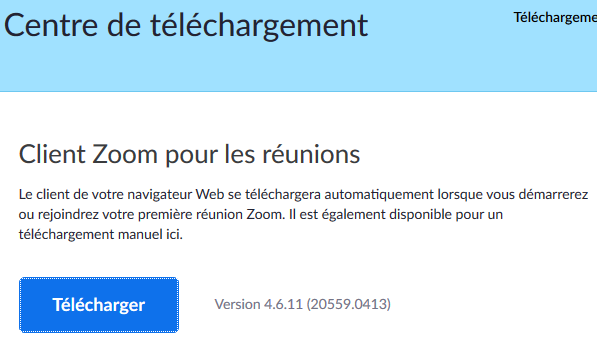 Centre de téléchargement
Téléchargeme
Client Zoom pour les réunions
Le client de votre navigateur Web se téléchargera automatiquement lorsque vous démarrerez
ou rejoindrez votre première réunion Zoom. Il est également disponible pour un
téléchargement manuel ici.
Télécharger
Version 4.6.11 (20559.0413)